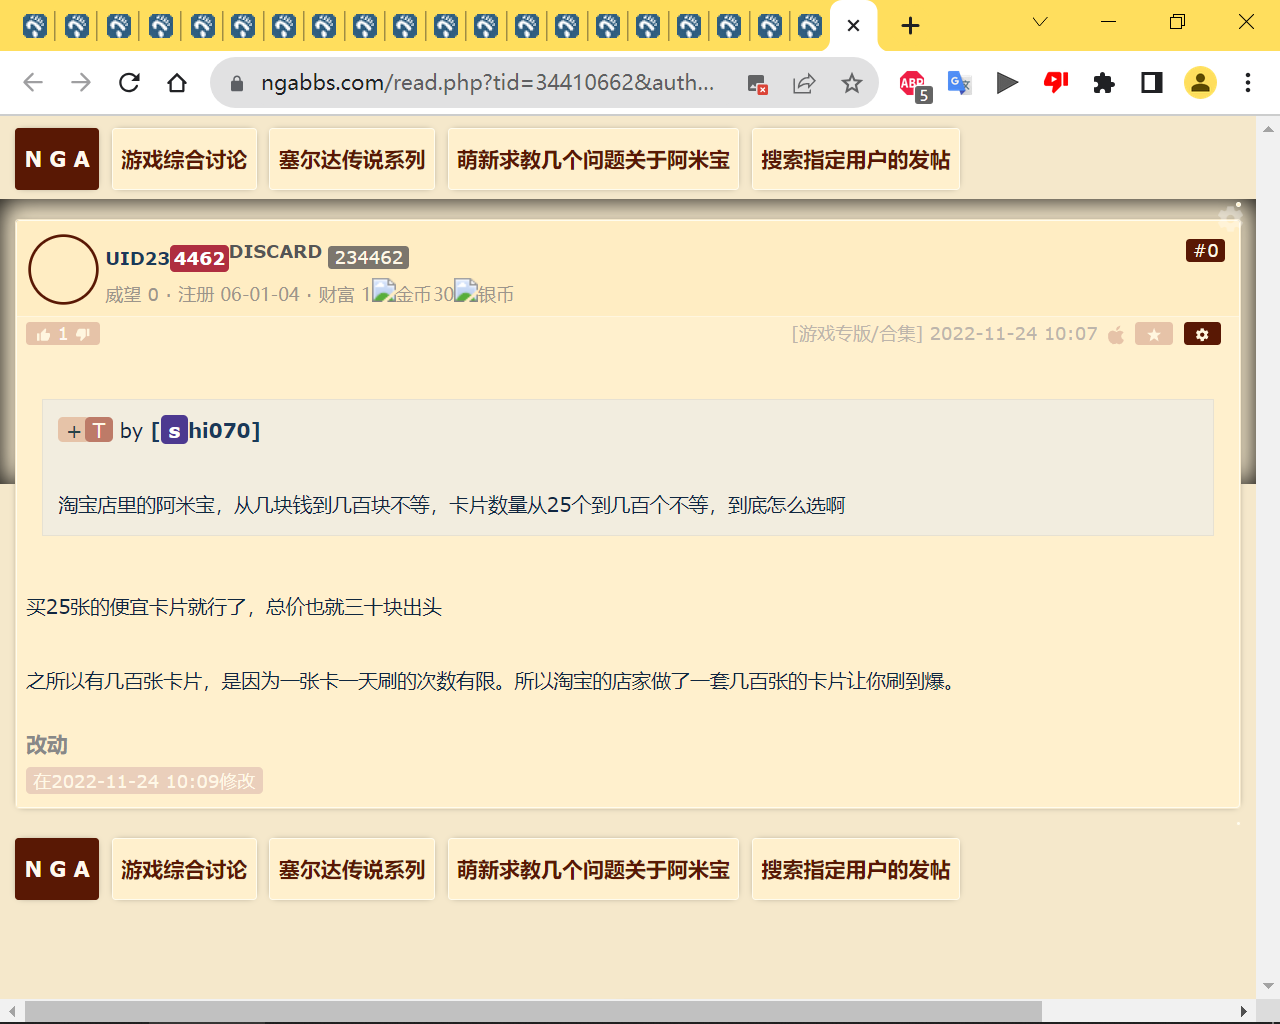 ngabbs.com/read.php?tid=34410662&auth...
ABP
5
N G A
游戏综合讨论
塞尔达传说系列
萌新求教几个问题关于阿米宝
搜索指定用户的发帖
UID234462 DISCARD 234462
#0
威望 0 · 注册 06-01-04 · 财富 1金币30银币
1
[游戏专版/合集] 2022-11-24 10:07
+T by [shi070]
淘宝店里的阿米宝，从几块钱到几百块不等，卡片数量从25个到几百个不等，到底怎么选啊
买25张的便宜卡片就行了，总价也就三十块出头
之所以有几百张卡片，是因为一张卡一天刷的次数有限。所以淘宝的店家做了一套几百张的卡片让你刷到爆。
改动
在2022-11-24 10:09修改
N G A
游戏综合讨论
塞尔达传说系列
萌新求教几个问题关于阿米宝
搜索指定用户的发帖